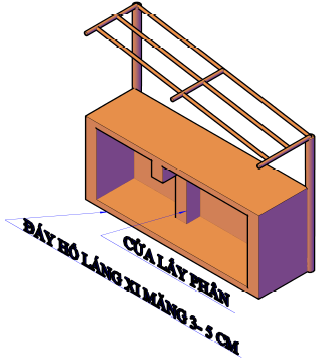 CỬA LẤY PHÂN
ĐÁY HỐ LÁNG XI MĂNG 3- 5 CM